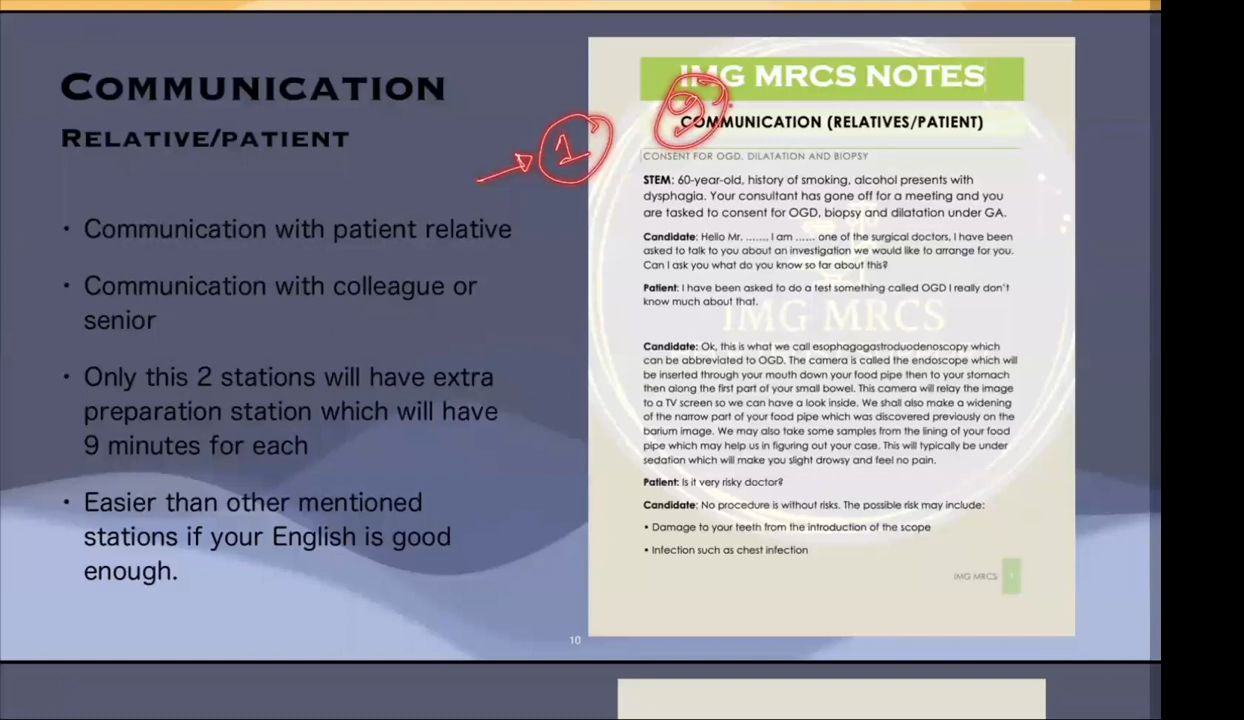 COMMUNICATION
RELATIVE/PATIENT
• Communication with patient relative
• Communication with colleague or
senior
• Only this 2 stations will have extra
preparation station which will have
9 minutes for each
• Easier than other mentioned
stations if your English is good
enough.
10
1
9
IMG MRCS NOTES
COMMUNICATION (RELATIVES/PATIENT)
CONSENT FOR OGD, DILATATION AND BIOPSY
STEM: 60-year-old, history of smoking, alcohol presents with
dysphagia. Your consultant has gone off for a meeting and you
are tasked to consent for OGD, biopsy and dilatation under GA.
Candidate: Hello Mr. ......., I am ...... one of the surgical doctors, I have been
asked to talk to you about an investigation we would like to arrange for you.
Can I ask you what do you know so far about this?
Patient: I have been asked to do a test something called OGD I really don't
know much about that.
IMG MRCS
Candidate: Ok, this is what we call esophagogastroduodenoscopy which
can be abbreviated to OGD. The camera is called the endoscope which will
be inserted through your mouth down your food pipe then to your stomach
then along the first part of your small bowel. This camera will relay the image
to a TV screen so we can have a look inside. We shall also make a widening
of the narrow part of your food pipe which was discovered previously on the
barium image. We may also take some samples from the lining of your food
pipe which may help us in figuring out your case. This will typically be under
sedation which will make you slight drowsy and feel no pain.
Patient: Is it very risky doctor?
Candidate: No procedure is without risks. The possible risk may include:
• Damage to your teeth from the introduction of the scope
• Infection such as chest infection
IMG MRCS